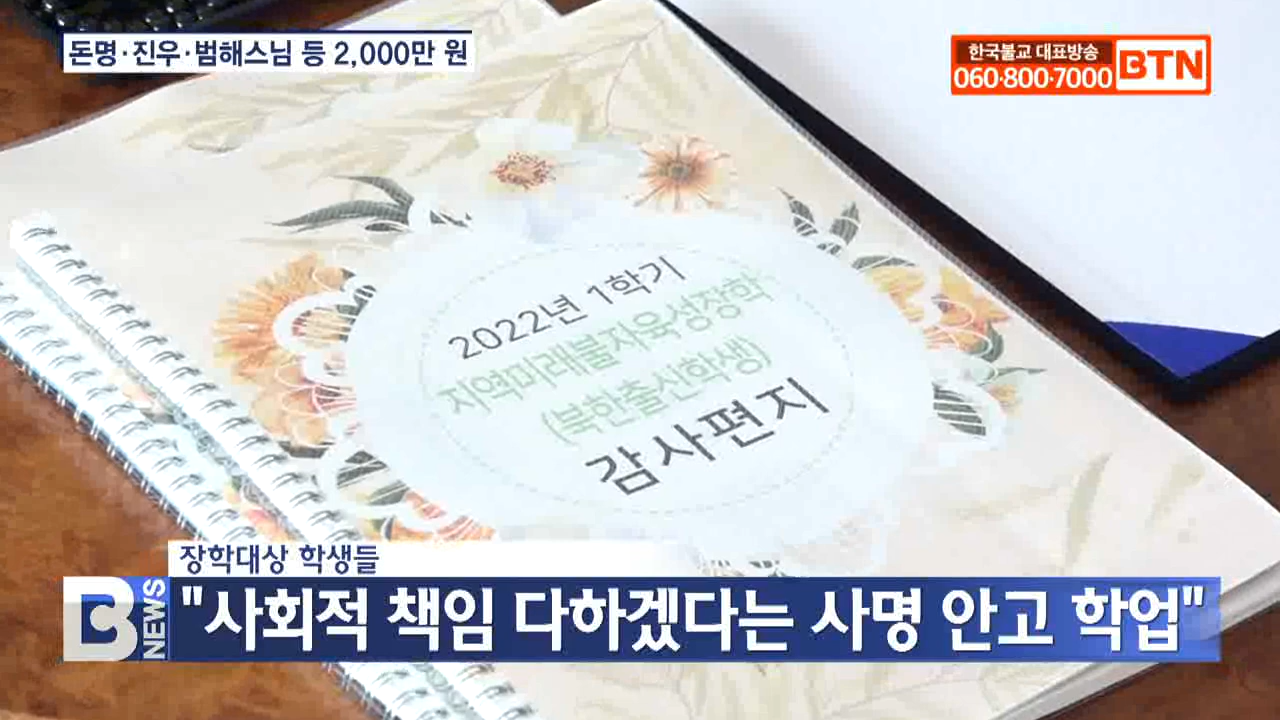 돈명·진우·범해스님 등 2,000만 원
한국불교 대표방송
060·800·7000
BTN
2022년 1학기
지역미래불자육성장학
(북한출신학생)
감사편지
장학대상 학생들
B NEWS
"사회적 책임 다하겠다는 사명 안고 학업"